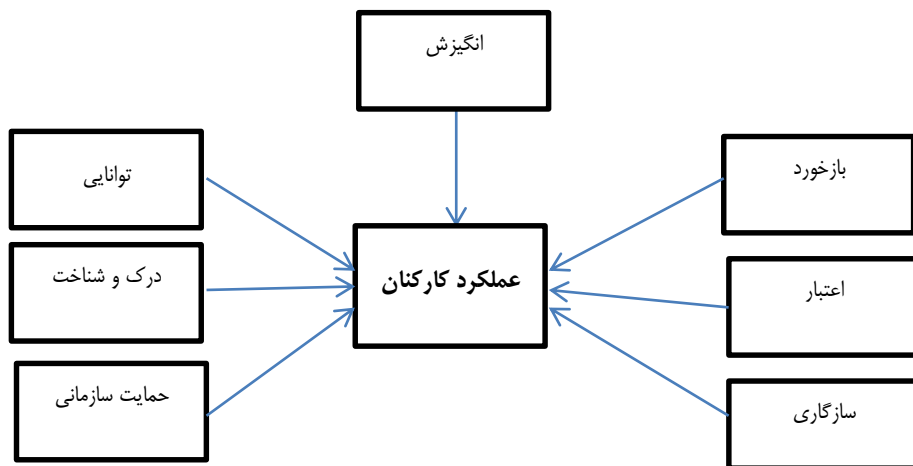 انگیزش
بازخورد
توانایی
عملکرد کارکنان
درک و شناخت
اعتبار
حمایت سازمانی
سازگاری